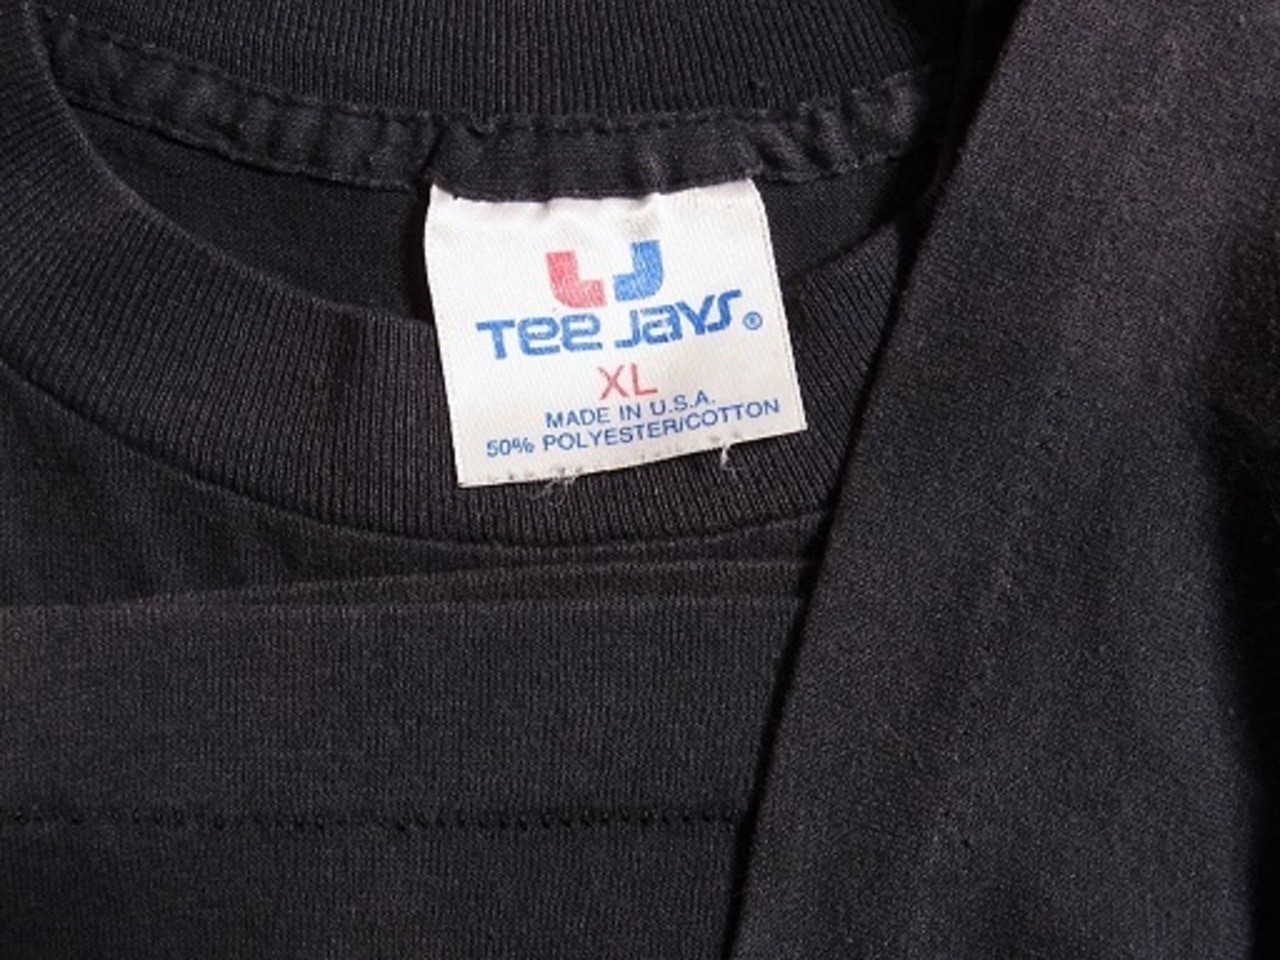 Tee Jays®
XL
MADE IN U.S.A.
50% POLYESTER/COTTON